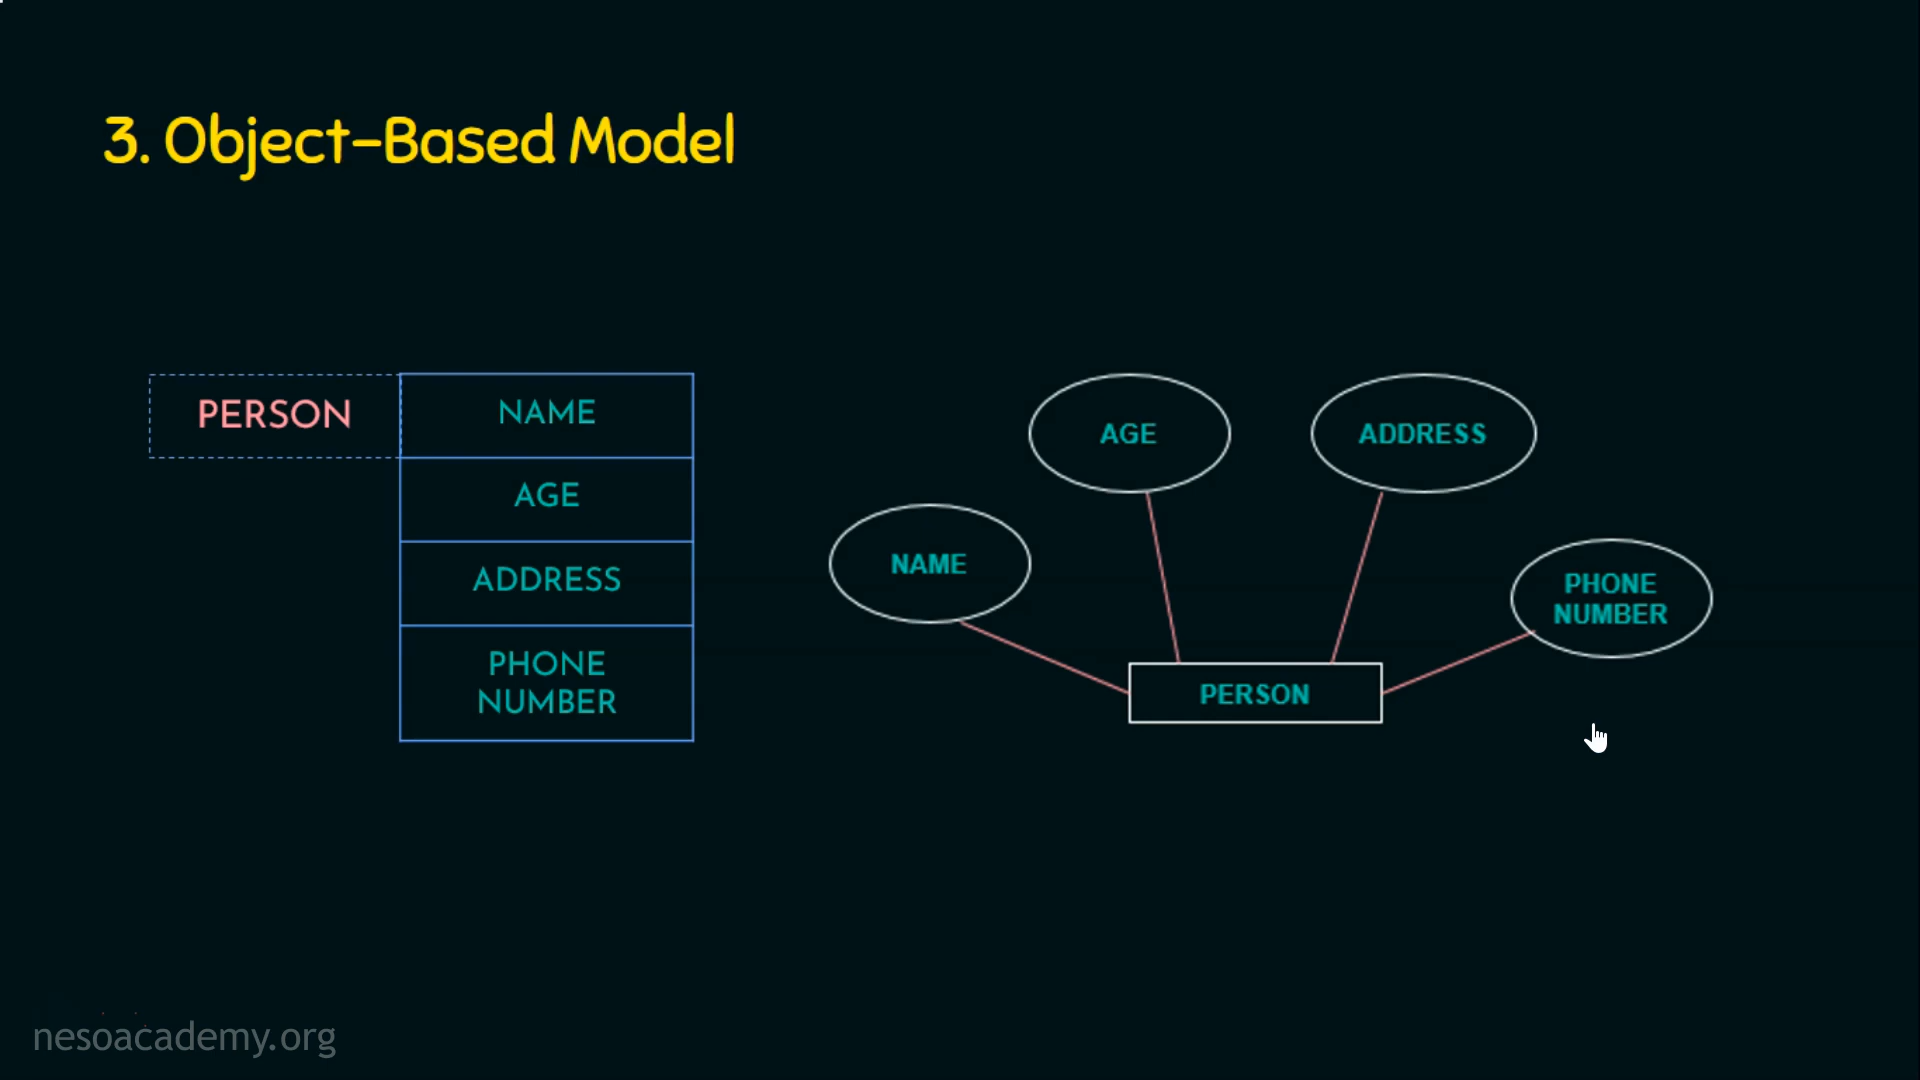 3. Object-Based Model
PERSON
NAME
AGE
ADDRESS
PHONE
NUMBER
AGE
ADDRESS
NAME
PHONE
NUMBER
PERSON
nesoacademy.org